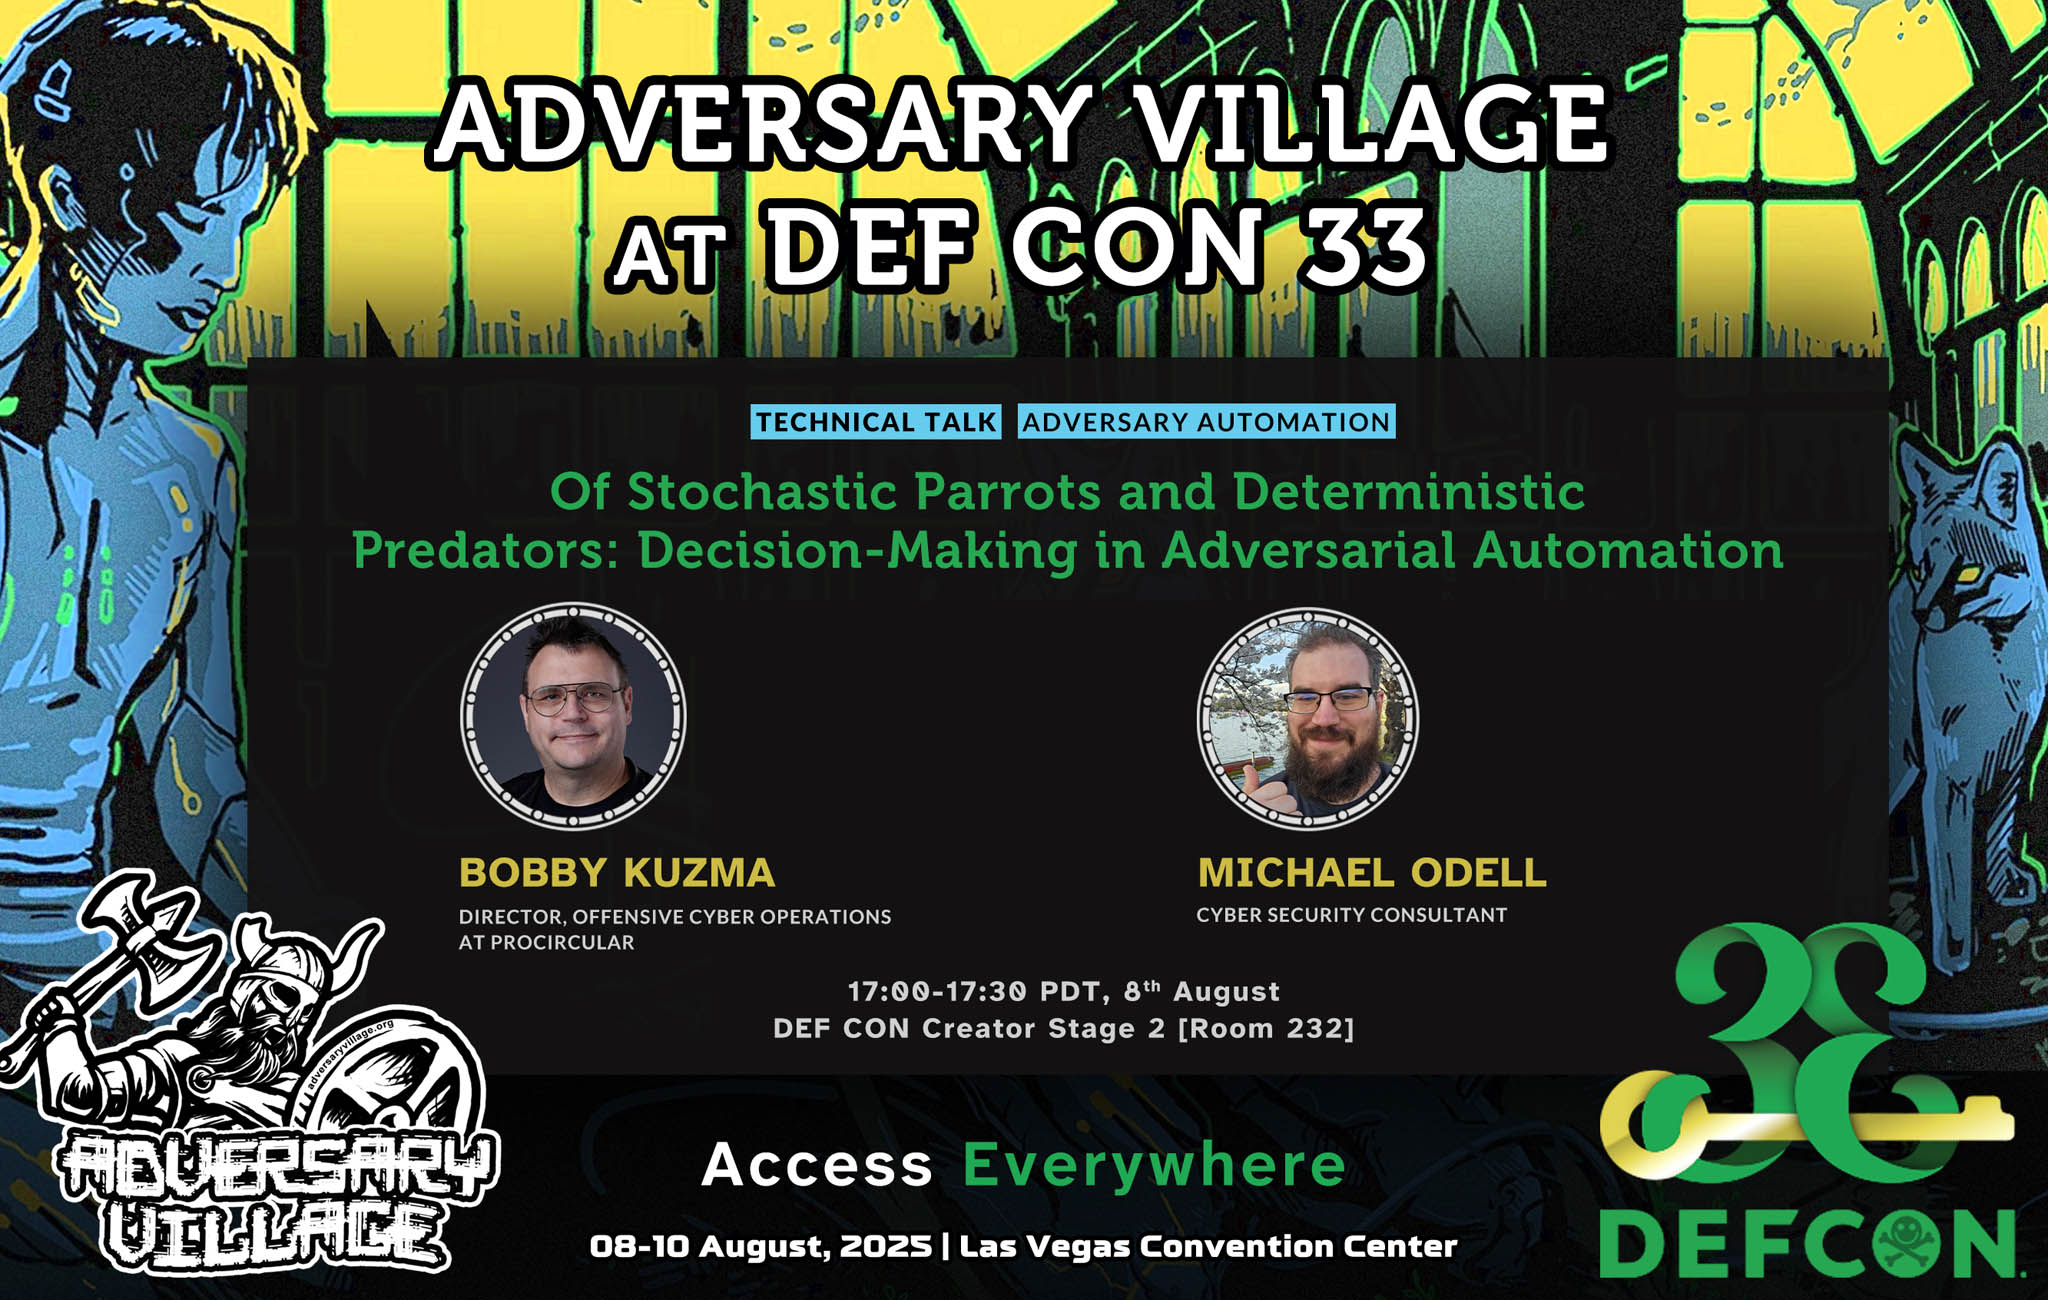 ADVERSARY VILLAGE
AT DEF CON 33
TECHNICAL TALK ADVERSARY AUTOMATION
Of Stochastic Parrots and Deterministic
Predators: Decision-Making in Adversarial Automation
BOBBY KUZMA
DIRECTOR, OFFENSIVE CYBER OPERATIONS
AT PROCIRCULAR
MICHAEL ODELL
CYBER SECURITY CONSULTANT
17:00-17:30 PDT, 8th August
DEF CON Creator Stage 2 [Room 232]
adversaryvillage.org
ADVERSARY
VILLAGE
Access Everywhere
08-10 August, 2025 | Las Vegas Convention Center
33
DEFCON.